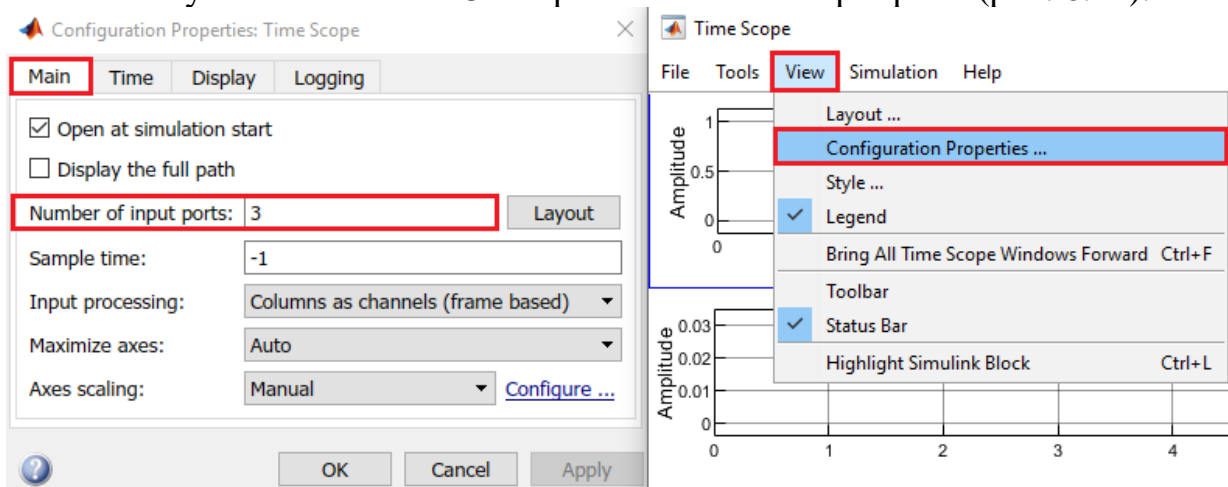 Configuration Properties: Time Scope
Main Time Display Logging
Open at simulation start
Display the full path
Number of input ports: 3 Layout
Sample time: -1
Input processing: Columns as channels (frame based)
Maximize axes: Auto
Axes scaling: Manual Configure ...
OK Cancel Apply
Time Scope
File Tools View Simulation Help
Layout ...
Configuration Properties ...
Style ...
Legend
Bring All Time Scope Windows Forward Ctrl+F
Toolbar
Status Bar
Highlight Simulink Block Ctrl+L
Amplitude
1
0.5
0
0
Amplitude
0.03
0.02
0.01
0
0 1 2 3 4